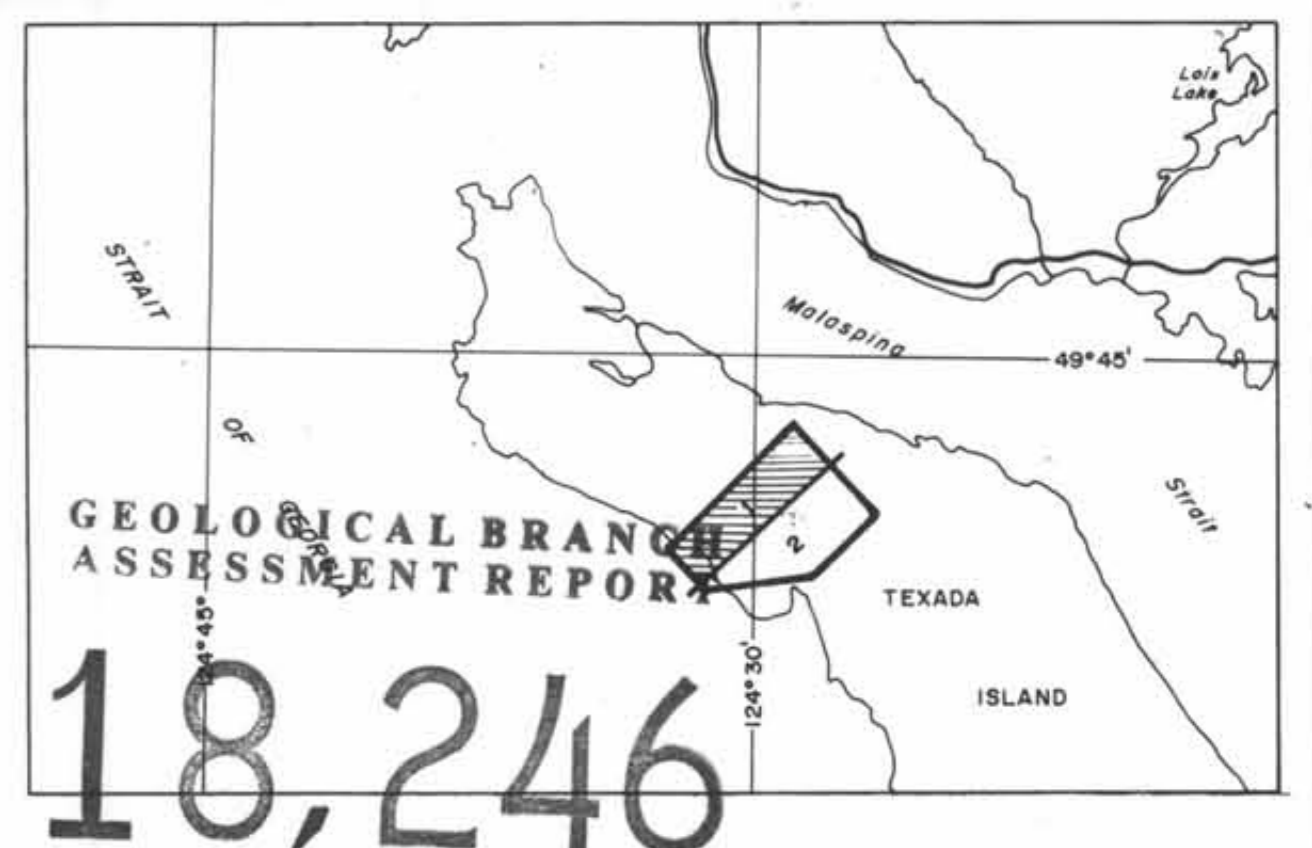 Lois
Lake
STRAIT
Malaspina
49°45'
OF
Strait
GEORGIA
GEOLOGICAL BRANCH
ASSESSMENT REPORT
1
2
TEXADA
124°45'
124°30'
ISLAND
18,246